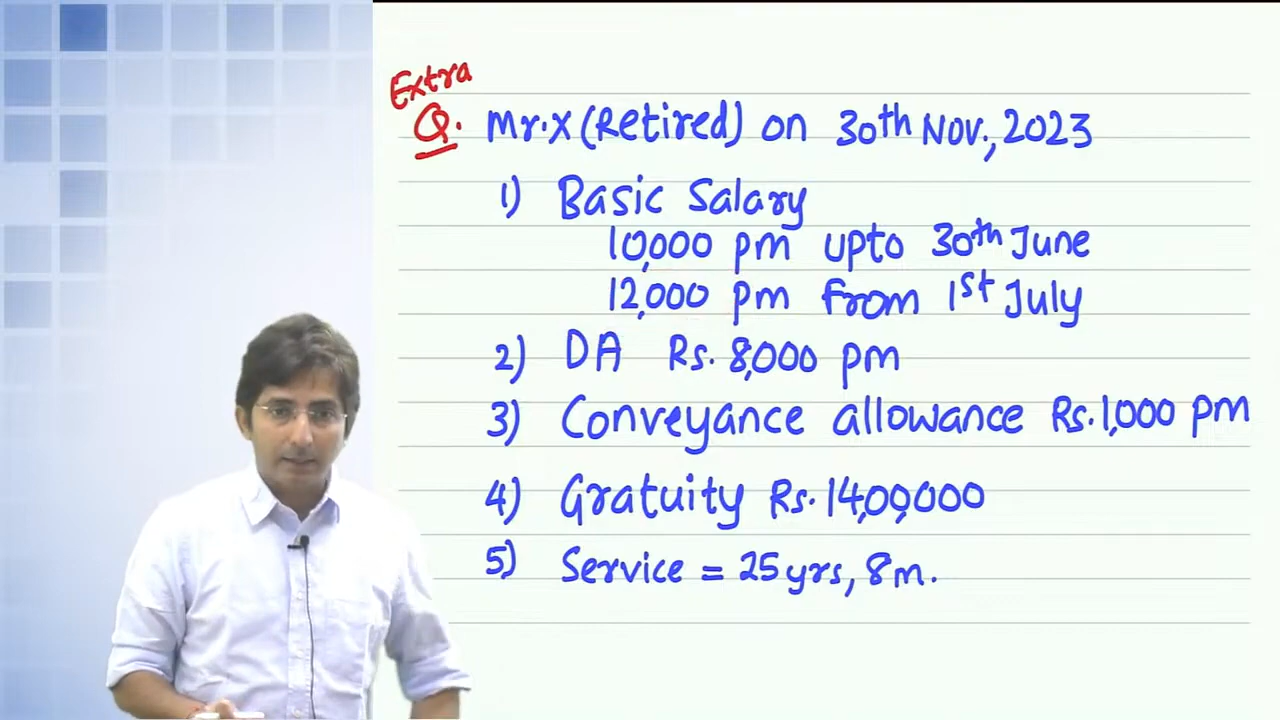 Extra
Q. Mr.X (Retired) on 30th Nov., 2023
1) Basic Salary
10,000 pm upto 30th June
12,000 pm from 1st July
2) DA Rs. 8,000 pm
3) Conveyance allowance Rs.1,000 pm
4) Gratuity Rs.14,00,000
5) Service = 25 yrs, 8 m.